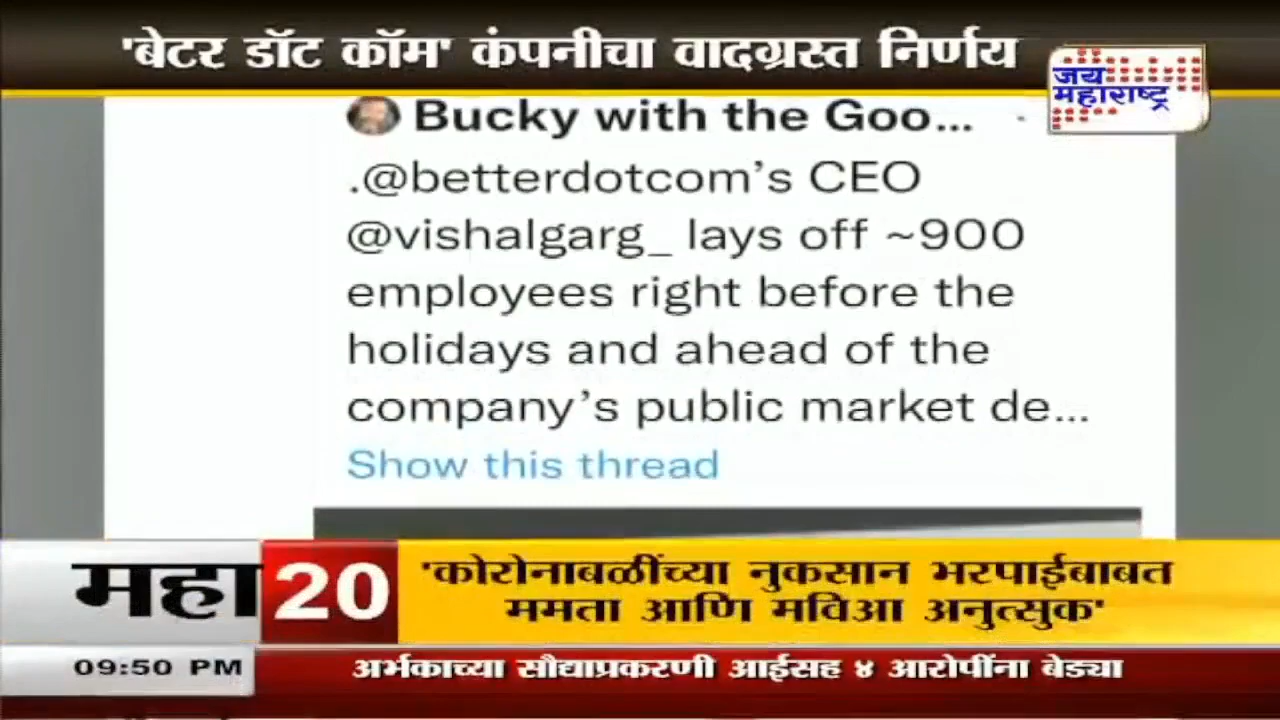 'बेटर डॉट कॉम' कंपनीचा वादग्रस्त निर्णय
जय
महाराष्ट्र
Bucky with the Goo...
.@betterdotcom’s CEO
@vishalgarg_ lays off ~900
employees right before the
holidays and ahead of the
company’s public market de...
Show this thread
महा 20
'कोरोनाबळींच्या नुकसान भरपाईबाबत
ममता आणि मविआ अनुत्सुक'
09:50 PM
अर्भकाच्या सौद्याप्रकरणी आईसह ४ आरोपींना बेड्या